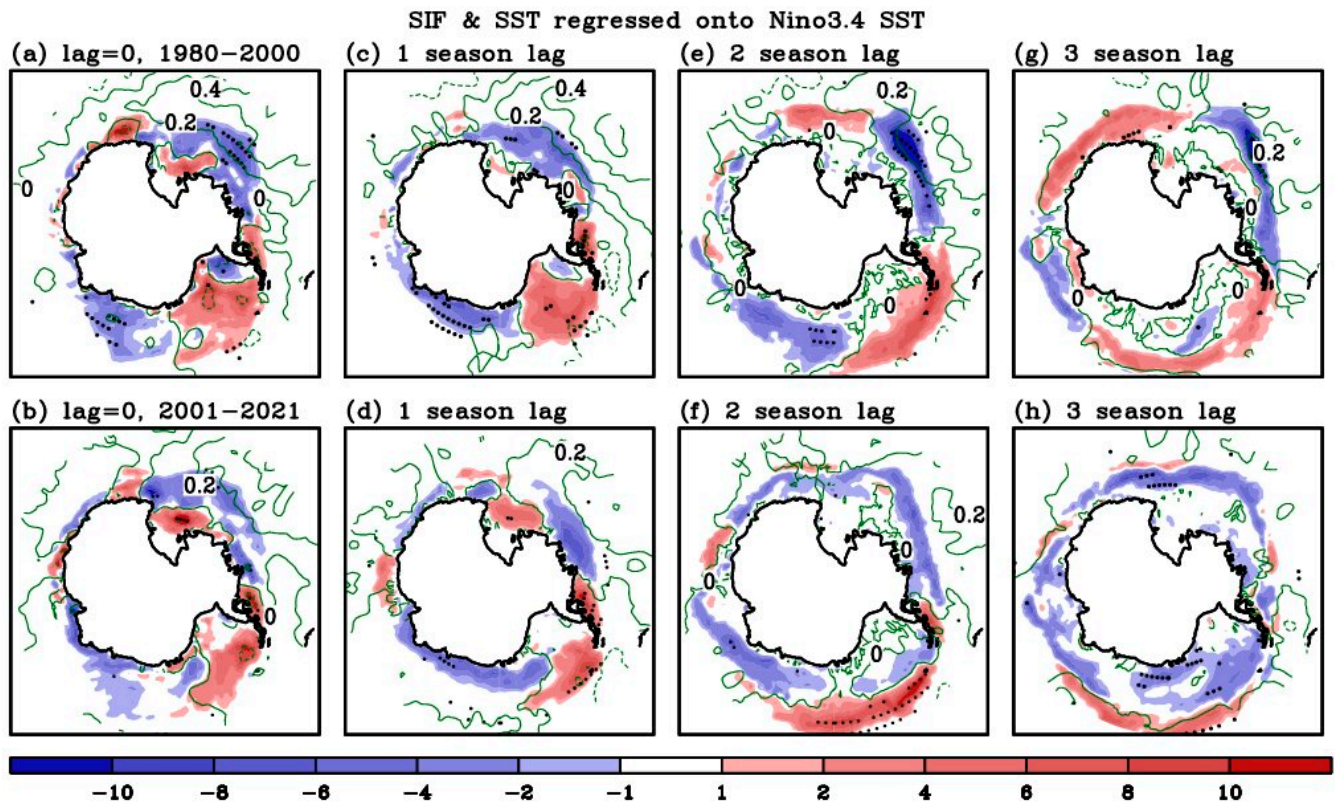 SIF & SST regressed onto Nino3.4 SST
(a) lag=0, 1980−2000
(c) 1 season lag
(e) 2 season lag
(g) 3 season lag
0.4
0.2
0
0
0.4
0.2
0
0.2
0
0
0
0.2
0
0
0
(b) lag=0, 2001−2021
(d) 1 season lag
(f) 2 season lag
(h) 3 season lag
0.2
0
0.2
0.2
0
0
0
−10 −8 −6 −4 −2 −1 1 2 4 6 8 10